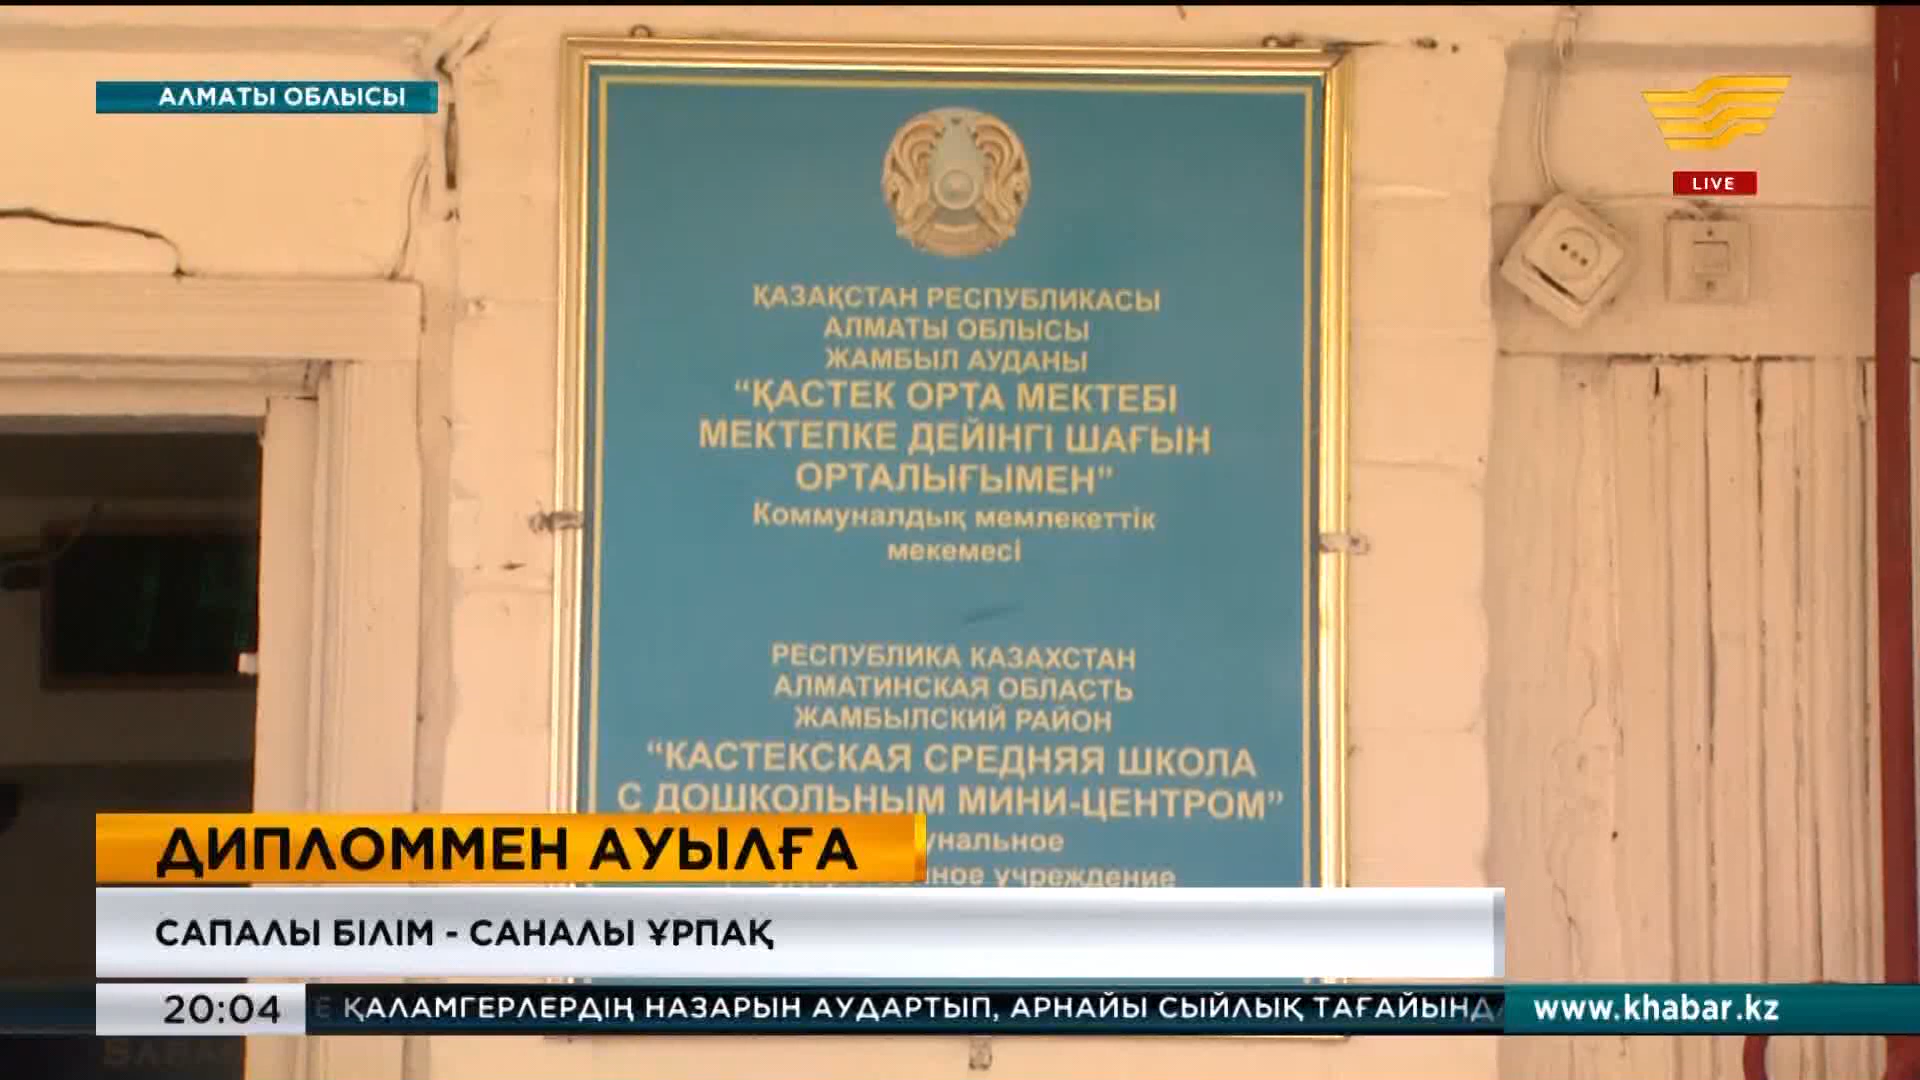 АЛМАТЫ ОБЛЫСЫ
LIVE
ҚАЗАҚСТАН РЕСПУБЛИКАСЫ
АЛМАТЫ ОБЛЫСЫ
ЖАМБЫЛ АУДАНЫ
“ҚАСТЕК ОРТА МЕКТЕБІ
МЕКТЕПКЕ ДЕЙІНГІ ШАҒЫН
ОРТАЛЫҒЫМЕН”
Коммуналдық мемлекеттік
мекемесі
РЕСПУБЛИКА КАЗАХСТАН
АЛМАТИНСКАЯ ОБЛАСТЬ
ЖАМБЫЛСКИЙ РАЙОН
“КАСТЕКСКАЯ СРЕДНЯЯ ШКОЛА
С ДОШКОЛЬНЫМ МИНИ-ЦЕНТРОМ”
учреждение
ДИПЛОММЕН АУЫЛҒА
САПАЛЫ БІЛІМ - САНАЛЫ ҰРПАҚ
20:04 ҚАЛАМГЕРЛЕРДІҢ НАЗАРЫН АУДАРТЫП, АРНАЙЫ СЫЙЛЫҚ ТАҒАЙЫНД www.khabar.kz